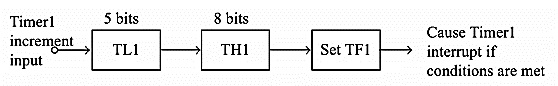 Timer1
increment
input
5 bits
TL1
8 bits
TH1
Set TF1
Cause Timer1
interrupt if
conditions are met